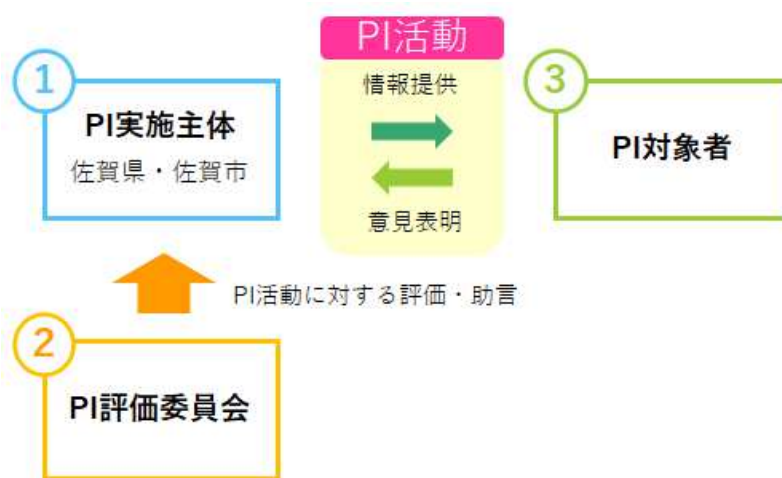 PI活動
①
PI実施主体
佐賀県・佐賀市
情報提供
意見表明
③
PI対象者
PI活動に対する評価・助言
②
PI評価委員会